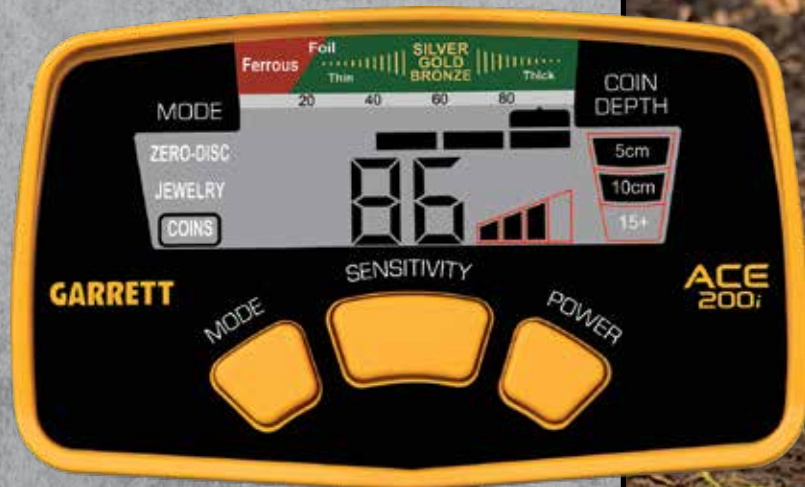 Ferrous
Foil
Thin
SILVER
GOLD
BRONZE
Thick
20 40 60 80
MODE
COIN
DEPTH
ZERO-DISC
JEWELRY
COINS
86
5cm
10cm
15+
GARRETT
SENSITIVITY
MODE
POWER
ACE
200i